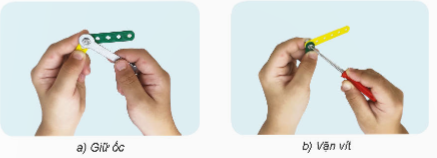 a) Giữ ốc
b) Vặn vít